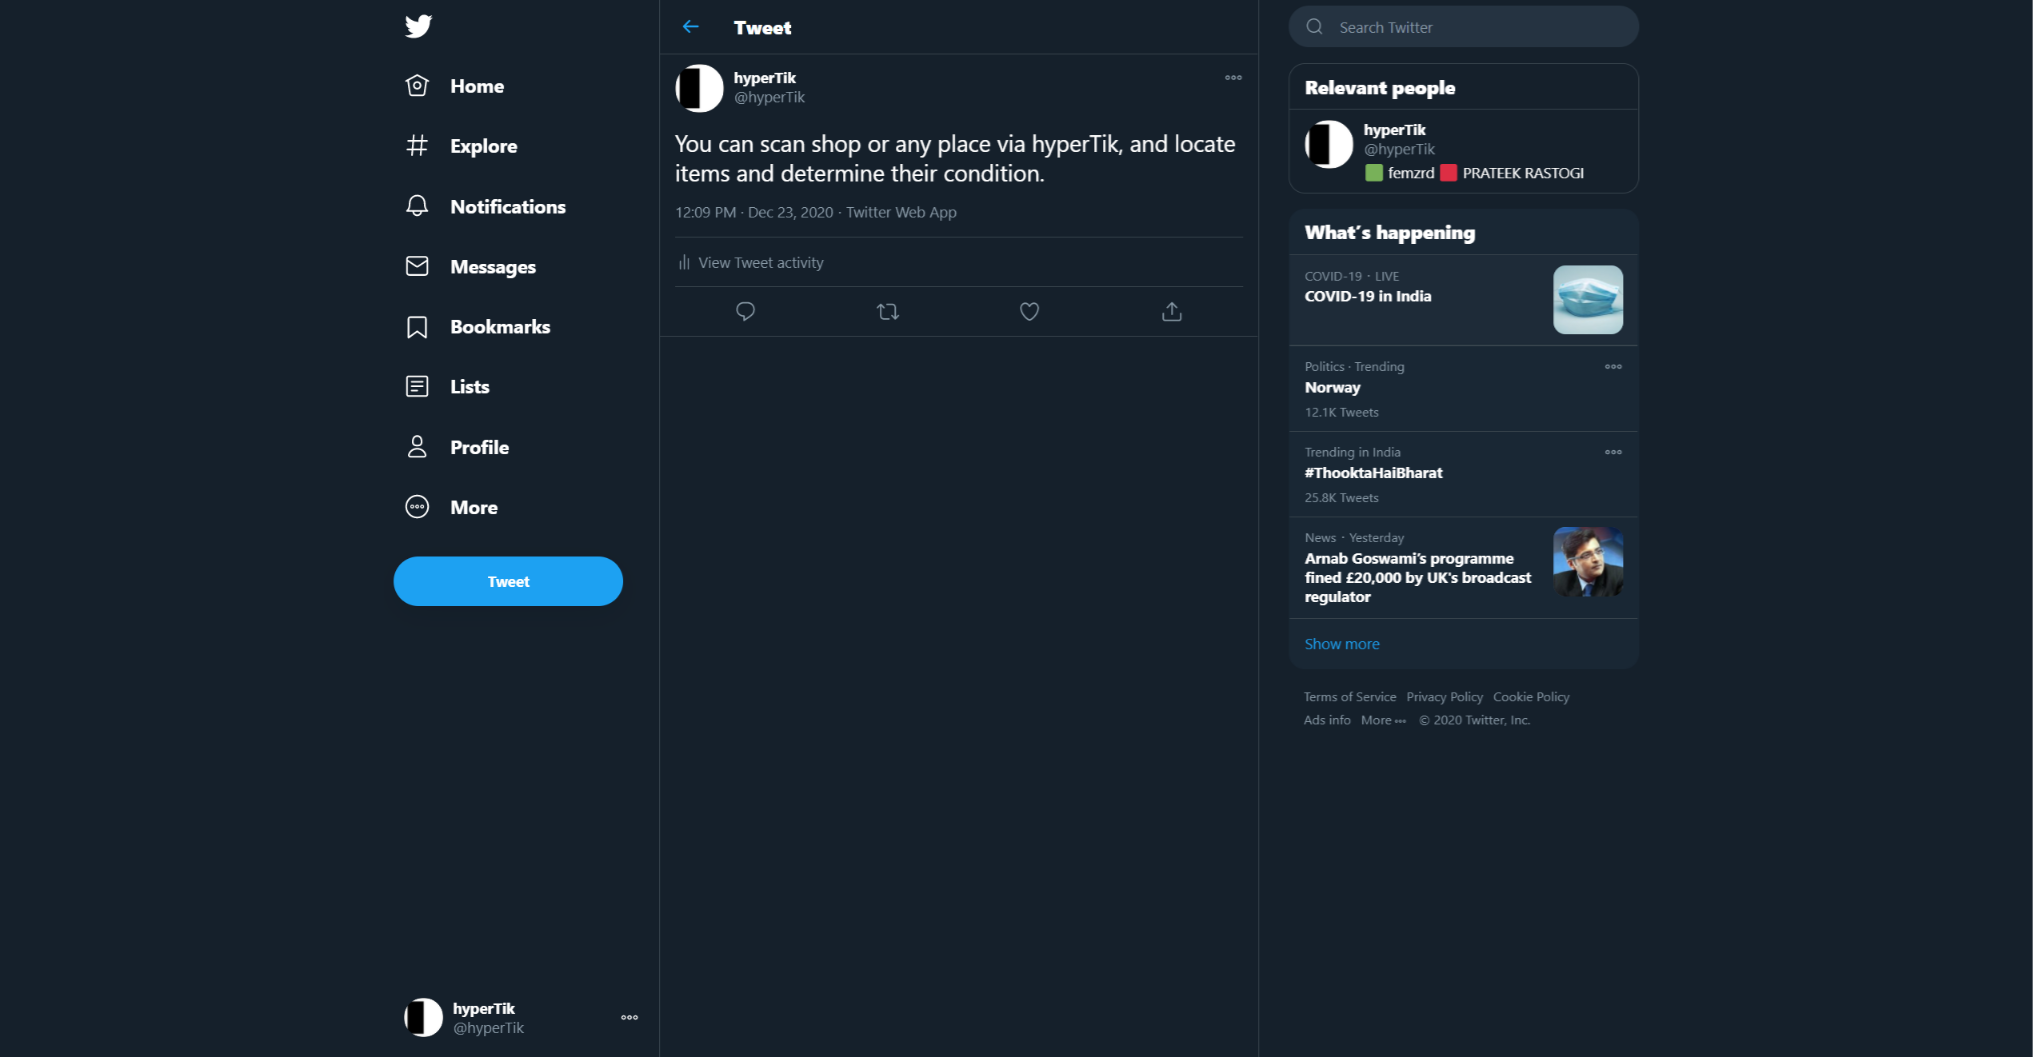 Home
Explore
Notifications
Messages
Bookmarks
Lists
Profile
More
Tweet
hyperTik
@hyperTik
Tweet
hyperTik
@hyperTik
You can scan shop or any place via hyperTik, and locate
items and determine their condition.
12:09 PM · Dec 23, 2020 · Twitter Web App
View Tweet activity
Search Twitter
Relevant people
hyperTik
@hyperTik
🟩 femzrd 🟥 PRATEEK RASTOGI
What's happening
COVID-19 · LIVE
COVID-19 in India
Politics · Trending
Norway
12.1K Tweets
Trending in India
#ThooktaHaiBharat
25.8K Tweets
News · Yesterday
Arnab Goswami's programme
fined £20,000 by UK's broadcast
regulator
Show more
Terms of Service Privacy Policy Cookie Policy
Ads info More ••• © 2020 Twitter, Inc.